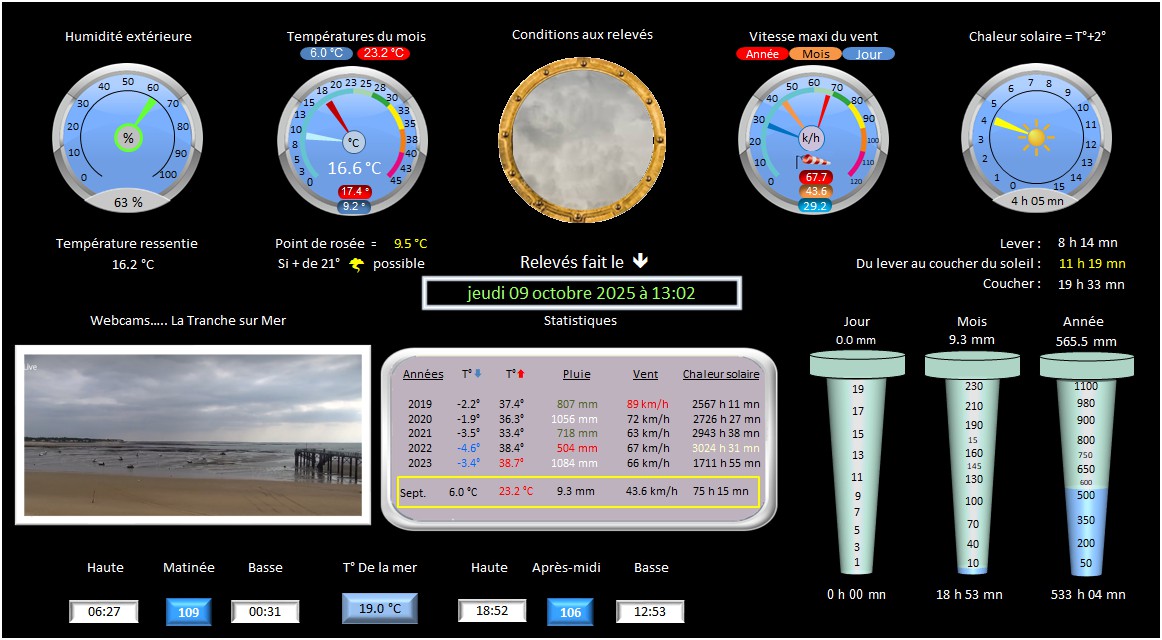 Humidité extérieure
Températures du mois
Conditions aux relevés
Vitesse maxi du vent
Chaleur solaire = T°+2°
6.0 °C 23.2 °C
Année Mois Jour
0 10 20 30 40 50 60 70 80 90 100
%
63 %
0 3 5 8 10 13 15 18 20 23 25 28 30 33 35 38 40 43 45
°C
16.6 °C
17.4 °
9.2 °
0 10 20 30 40 50 60 70 80 90 100 110 120
k/h
67.7
43.6
29.2
0 1 2 3 4 5 6 7 8 9 10 11 12 13 14 15
4 h 05 mn
Température ressentie
16.2 °C
Point de rosée = 9.5 °C
Si + de 21° possible
Relevés fait le
jeudi 09 octobre 2025 à 13:02
Lever : 8 h 14 mn
Du lever au coucher du soleil : 11 h 19 mn
Coucher : 19 h 33 mn
Webcams..... La Tranche sur Mer
Live
Statistiques
Années T° T° Pluie Vent Chaleur solaire
2019 -2.2° 37.4° 807 mm 89 km/h 2567 h 11 mn
2020 -1.9° 36.3° 1056 mm 72 km/h 2726 h 27 mn
2021 -3.5° 33.4° 718 mm 63 km/h 2943 h 38 mn
2022 -4.6° 38.4° 504 mm 67 km/h 3024 h 31 mn
2023 -3.4° 38.7° 1084 mm 66 km/h 1711 h 55 mn
Sept. 6.0 °C 23.2 °C 9.3 mm 43.6 km/h 75 h 15 mn
Jour Mois Année
0.0 mm 9.3 mm 565.5 mm
19 230 1100
17 210 980
190 900
15 15 800
13 160 750
145 650
11 130 600
9 100 500
7 70 350
5 40 200
3 10 50
1
0 h 00 mn 18 h 53 mn 533 h 04 mn
Haute Matinée Basse T° De la mer Haute Après-midi Basse
06:27 109 00:31 19.0 °C 18:52 106 12:53